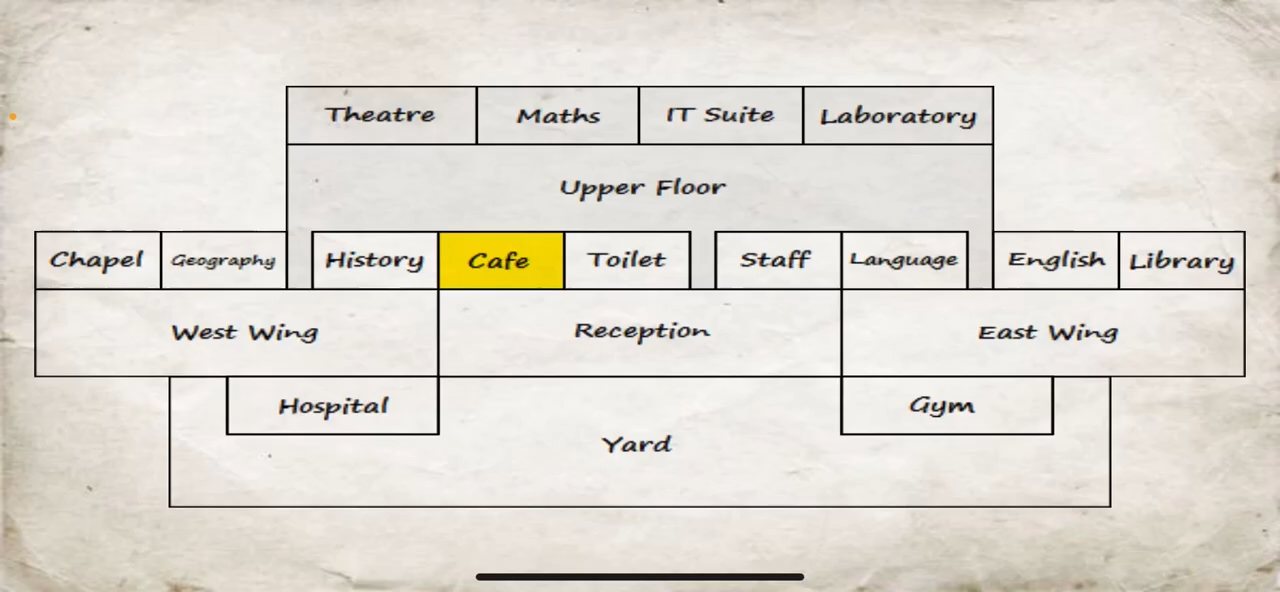 Theatre Maths IT Suite Laboratory
Upper Floor
Chapel Geography History Cafe Toilet Staff Language English Library
West Wing Reception East Wing
Hospital Gym
Yard